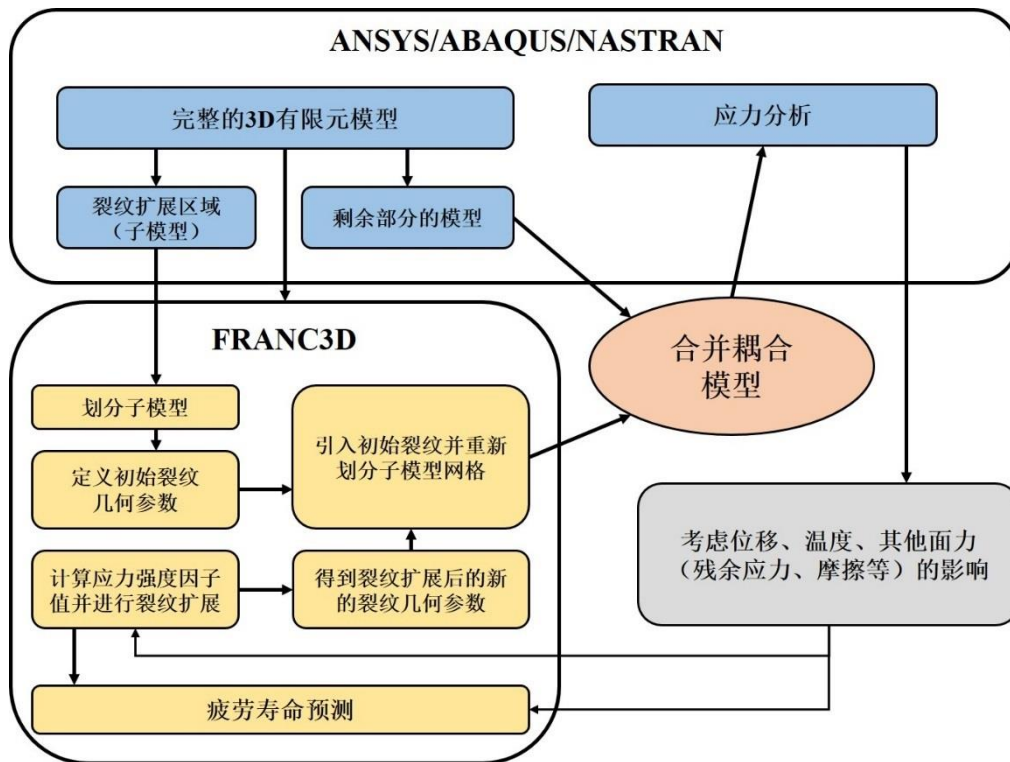 ANSYS/ABAQUS/NASTRAN
完整的3D有限元模型
应力分析
裂纹扩展区域
（子模型）
剩余部分的模型
合并耦合
模型
FRANC3D
划分子模型
定义初始裂纹
几何参数
引入初始裂纹并重新
划分子模型网格
计算应力强度因子
值并进行裂纹扩展
得到裂纹扩展后的新
的裂纹几何参数
疲劳寿命预测
考虑位移、温度、其他面力
（残余应力、摩擦等）的影响